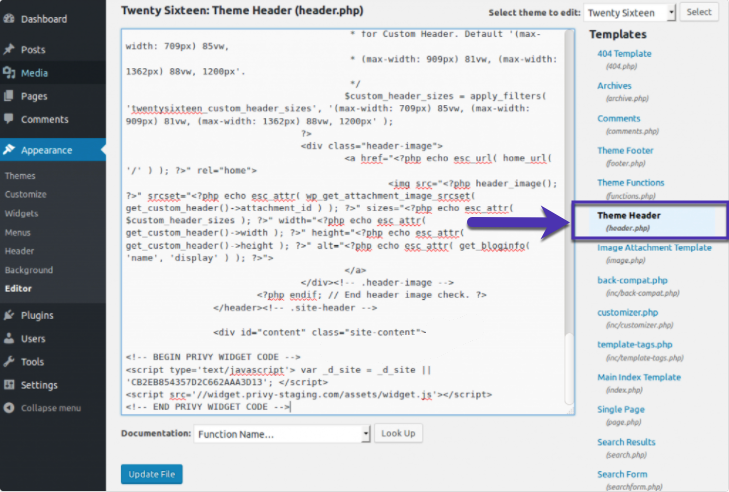 Dashboard
Posts
Media
Pages
Comments
Appearance
Themes
Customize
Widgets
Menus
Header
Background
Editor
Plugins
Users
Tools
Settings
Collapse menu
Twenty Sixteen: Theme Header (header.php)
Select theme to edit: Twenty Sixteen Select
* for Custom Header. Default '(max-
width: 709px) 85vw,
* (max-width: 909px) 81vw, (max-width:
1362px) 88vw, 1200px'.
*/
$custom_header_sizes = apply_filters(
'twentysixteen_custom_header_sizes', '(max-width: 709px) 85vw, (max-width:
909px) 81vw, (max-width: 1362px) 88vw, 1200px' );
?>
<div class="header-image">
<a href="<?php echo esc_url( home_url(
'/' ) ); ?>" rel="home">
<img src="<?php header_image();
?>" srcset="<?php echo esc_attr( wp_get_attachment_image_srcset(
get_custom_header()->attachment_id ) ); ?>" sizes="<?php echo esc_attr(
$custom_header_sizes ); ?>" width="<?php echo esc_attr(
get_custom_header()->width ); ?>" height="<?php echo esc_attr(
get_custom_header()->height ); ?>" alt="<?php echo esc_attr( get_bloginfo(
'name', 'display' ) ); ?>">
</a>
</div><!-- .header-image -->
<?php endif; // End header image check. ?>
</header><!-- .site-header -->
<div id="content" class="site-content">
<!-- BEGIN PRIVY WIDGET CODE -->
<script type='text/javascript'> var _d_site = _d_site ||
'CB2EB854357D2C662AAA3D13'; </script>
<script src='//widget.privy-staging.com/assets/widget.js'></script>
<!-- END PRIVY WIDGET CODE -->
Documentation: Function Name... Look Up
Update File
Templates
404 Template
(404.php)
Archives
(archive.php)
Comments
(comments.php)
Theme Footer
(footer.php)
Theme Functions
(functions.php)
Theme Header
(header.php)
Image Attachment Template
(image.php)
back-compat.php
(inc/back-compat.php)
customizer.php
(inc/customizer.php)
template-tags.php
(inc/template-tags.php)
Main Index Template
(index.php)
Single Page
(page.php)
Search Results
(search.php)
Search Form
(searchform.php)